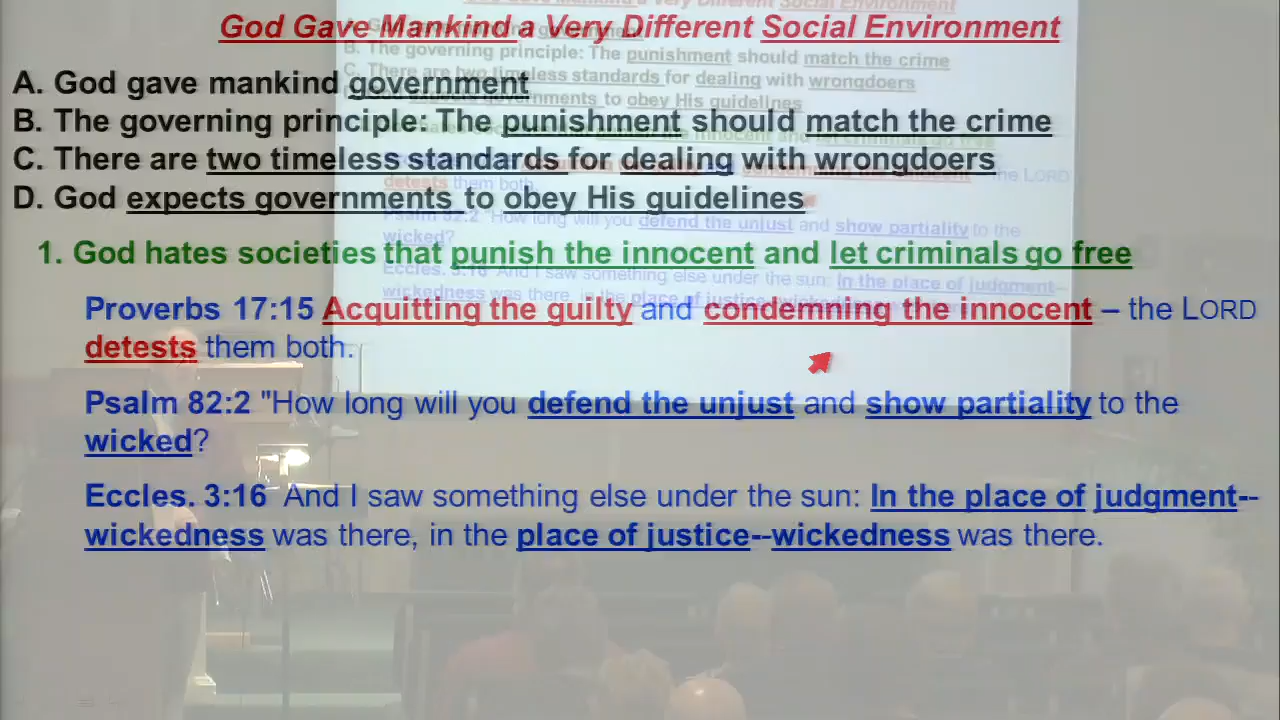 God Gave Mankind a Very Different Social Environment
A. God gave mankind government
B. The governing principle: The punishment should match the crime
C. There are two timeless standards for dealing with wrongdoers
D. God expects governments to obey His guidelines
1. God hates societies that punish the innocent and let criminals go free
Proverbs 17:15 Acquitting the guilty and condemning the innocent – the LORD
detests them both.
Psalm 82:2 "How long will you defend the unjust and show partiality to the
wicked?
Eccles. 3:16 And I saw something else under the sun: In the place of judgment--
wickedness was there, in the place of justice--wickedness was there.